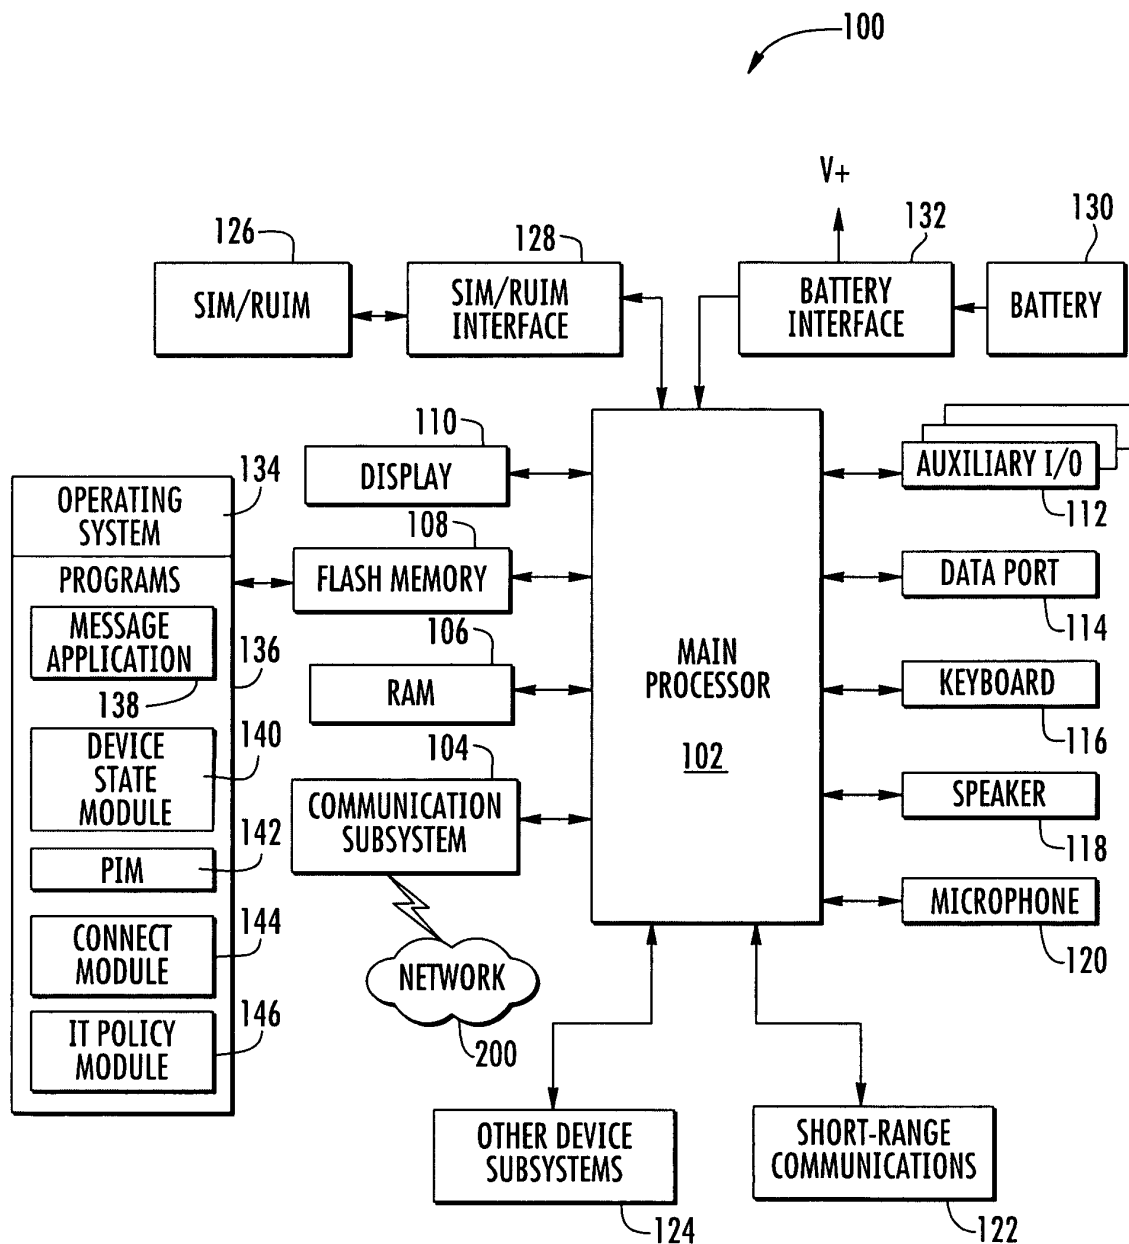 100
V+
126
128
132
130
SIM/RUIM
SIM/RUIM
INTERFACE
BATTERY
INTERFACE
BATTERY
110
DISPLAY
AUXILIARY I/O
112
134
OPERATING
SYSTEM
108
FLASH MEMORY
DATA PORT
114
PROGRAMS
MESSAGE
APPLICATION
136
138
106
RAM
MAIN
PROCESSOR
102
KEYBOARD
116
DEVICE
STATE
MODULE
140
104
COMMUNICATION
SUBSYSTEM
SPEAKER
118
PIM
142
MICROPHONE
120
CONNECT
MODULE
144
NETWORK
200
IT POLICY
MODULE
146
OTHER DEVICE
SUBSYSTEMS
124
SHORT-RANGE
COMMUNICATIONS
122